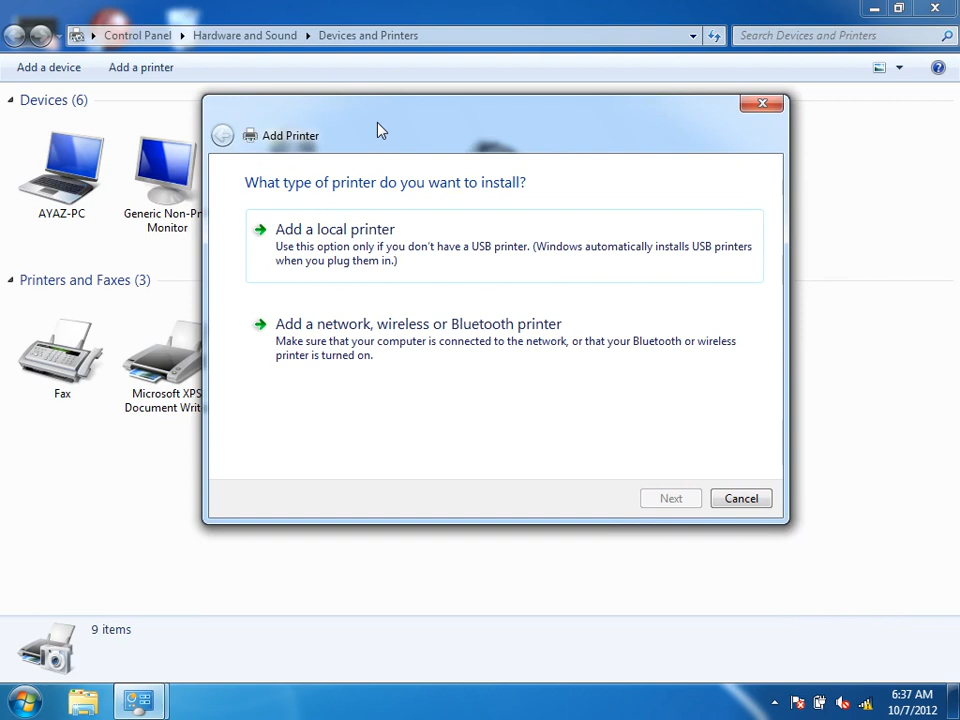 Control Panel
Hardware and Sound
Devices and Printers
Search Devices and Printers
Add a device
Add a printer
Devices (6)
AYAZ-PC
Generic Non-Pn
Monitor
Printers and Faxes (3)
Fax
Microsoft XPS
Document Writ
Add Printer
What type of printer do you want to install?
Add a local printer
Use this option only if you don't have a USB printer. (Windows automatically installs USB printers
when you plug them in.)
Add a network, wireless or Bluetooth printer
Make sure that your computer is connected to the network, or that your Bluetooth or wireless
printer is turned on.
Next
Cancel
9 items
6:37 AM
10/7/2012